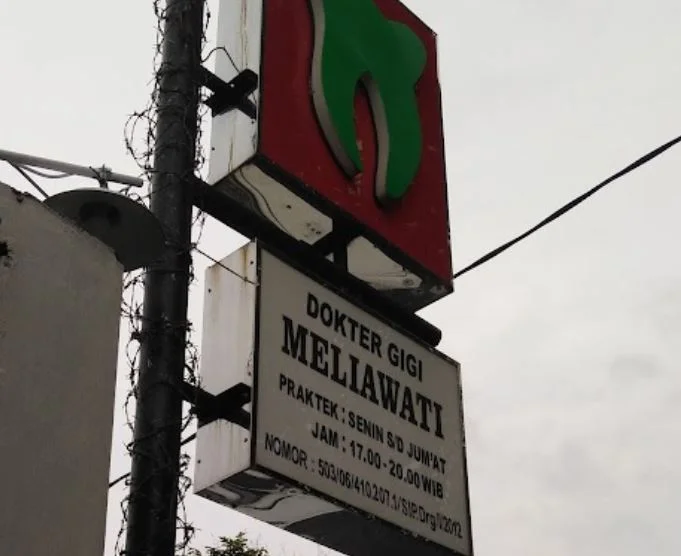 DOKTER GIGI
MELIAWATI
PRAKTEK : SENIN S/D JUM'AT
JAM : 17.00 - 20.00 WIB
NOMOR : 503/06/410.207.1/SIP.Drg/I/2012